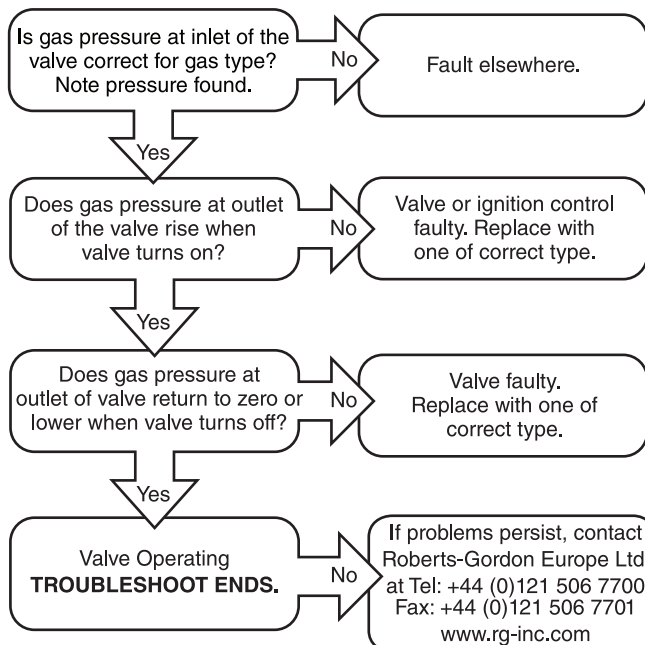 Is gas pressure at inlet of the
valve correct for gas type?
Note pressure found.
No
Fault elsewhere.
Yes
Does gas pressure at outlet
of the valve rise when
valve turns on?
No
Valve or ignition control
faulty. Replace with
one of correct type.
Yes
Does gas pressure at
outlet of valve return to zero or
lower when valve turns off?
No
Valve faulty.
Replace with one of
correct type.
Yes
Valve Operating
TROUBLESHOOT ENDS.
No
If problems persist, contact
Roberts-Gordon Europe Ltd
at Tel: +44 (0)121 506 7700
Fax: +44 (0)121 506 7701
www.rg-inc.com